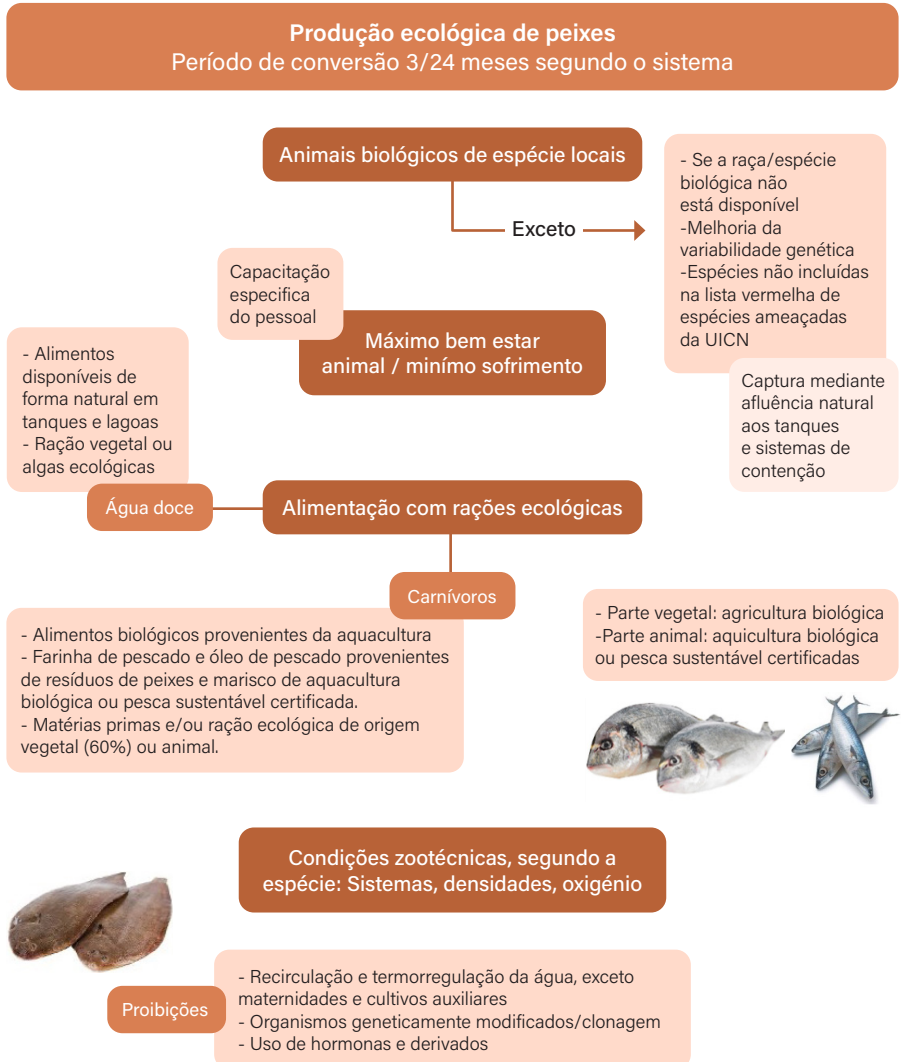 Produção ecológica de peixes
Período de conversão 3/24 meses segundo o sistema
Animais biológicos de espécie locais
Exceto
- Se a raça/espécie
biológica não
está disponível
-Melhoria da
variabilidade genética
-Espécies não incluídas
na lista vermelha de
espécies ameaçadas
da UICN
Captura mediante
afluência natural
aos tanques
e sistemas de
contenção
Capacitação
especifica
do pessoal
Máximo bem estar
animal / minímo sofrimento
- Alimentos
disponíveis de
forma natural em
tanques e lagoas
- Ração vegetal ou
algas ecológicas
Água doce
Alimentação com rações ecológicas
Carnívoros
- Alimentos biológicos provenientes da aquacultura
- Farinha de pescado e óleo de pescado provenientes
de resíduos de peixes e marisco de aquacultura
biológica ou pesca sustentável certificada.
- Matérias primas e/ou ração ecológica de origem
vegetal (60%) ou animal.
- Parte vegetal: agricultura biológica
-Parte animal: aquicultura biológica
ou pesca sustentável certificadas
Condições zootécnicas, segundo a
espécie: Sistemas, densidades, oxigénio
Proibições
- Recirculação e termorregulação da água, exceto
maternidades e cultivos auxiliares
- Organismos geneticamente modificados/clonagem
- Uso de hormonas e derivados